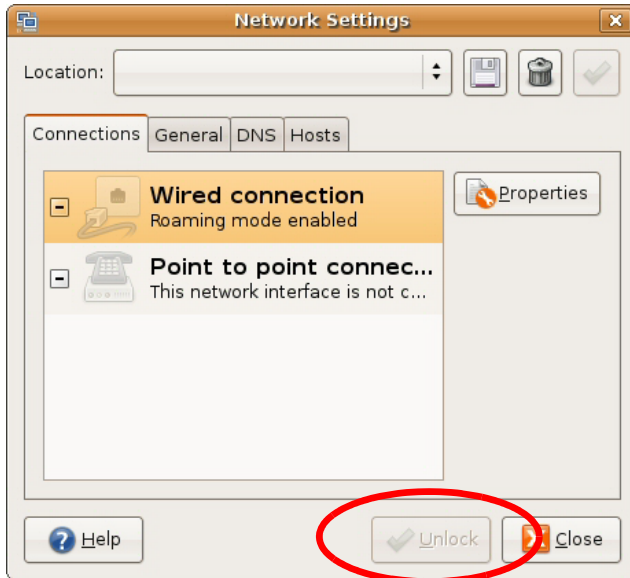 Network Settings
Location:
Connections General DNS Hosts
Wired connection
Roaming mode enabled
Properties
Point to point connec...
This network interface is not c...
Help Unlock Close